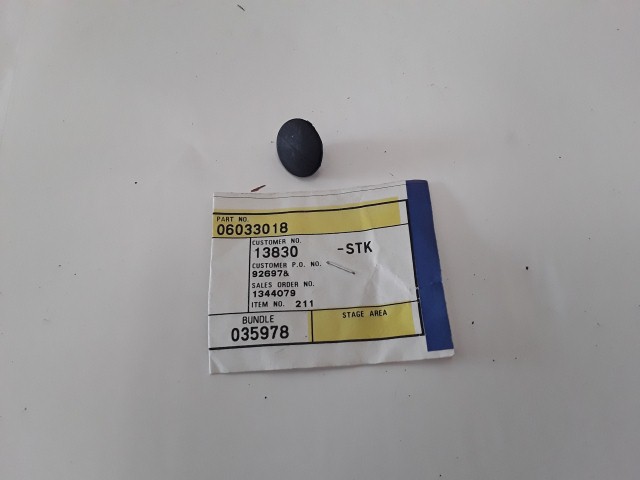 PART NO.
06033018
CUSTOMER NO.
13830 -STK
CUSTOMER P.O. NO.
92697&
SALES ORDER NO.
1344079
ITEM NO. 211
BUNDLE
035978
STAGE AREA